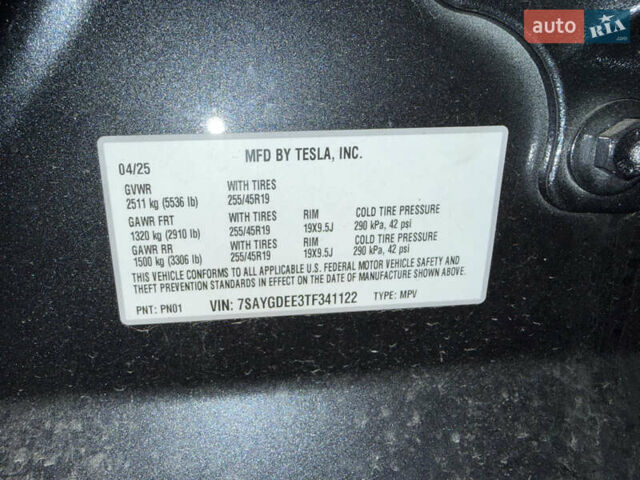 auto RIA.com
04/25 MFD BY TESLA, INC.
GVWR WITH TIRES
2511 kg (5536 lb) 255/45R19
GAWR FRT WITH TIRES RIM COLD TIRE PRESSURE
1320 kg (2910 lb) 255/45R19 19X9.5J 290 kPa, 42 psi
GAWR RR WITH TIRES RIM COLD TIRE PRESSURE
1500 kg (3306 lb) 255/45R19 19X9.5J 290 kPa, 42 psi
THIS VEHICLE CONFORMS TO ALL APPLICABLE U.S. FEDERAL MOTOR VEHICLE SAFETY AND
THEFT PREVENTION STANDARDS IN EFFECT ON THE DATE OF MANUFACTURE SHOWN ABOVE.
PNT: PN01 VIN: 7SAYGDEE3TF341122 TYPE: MPV